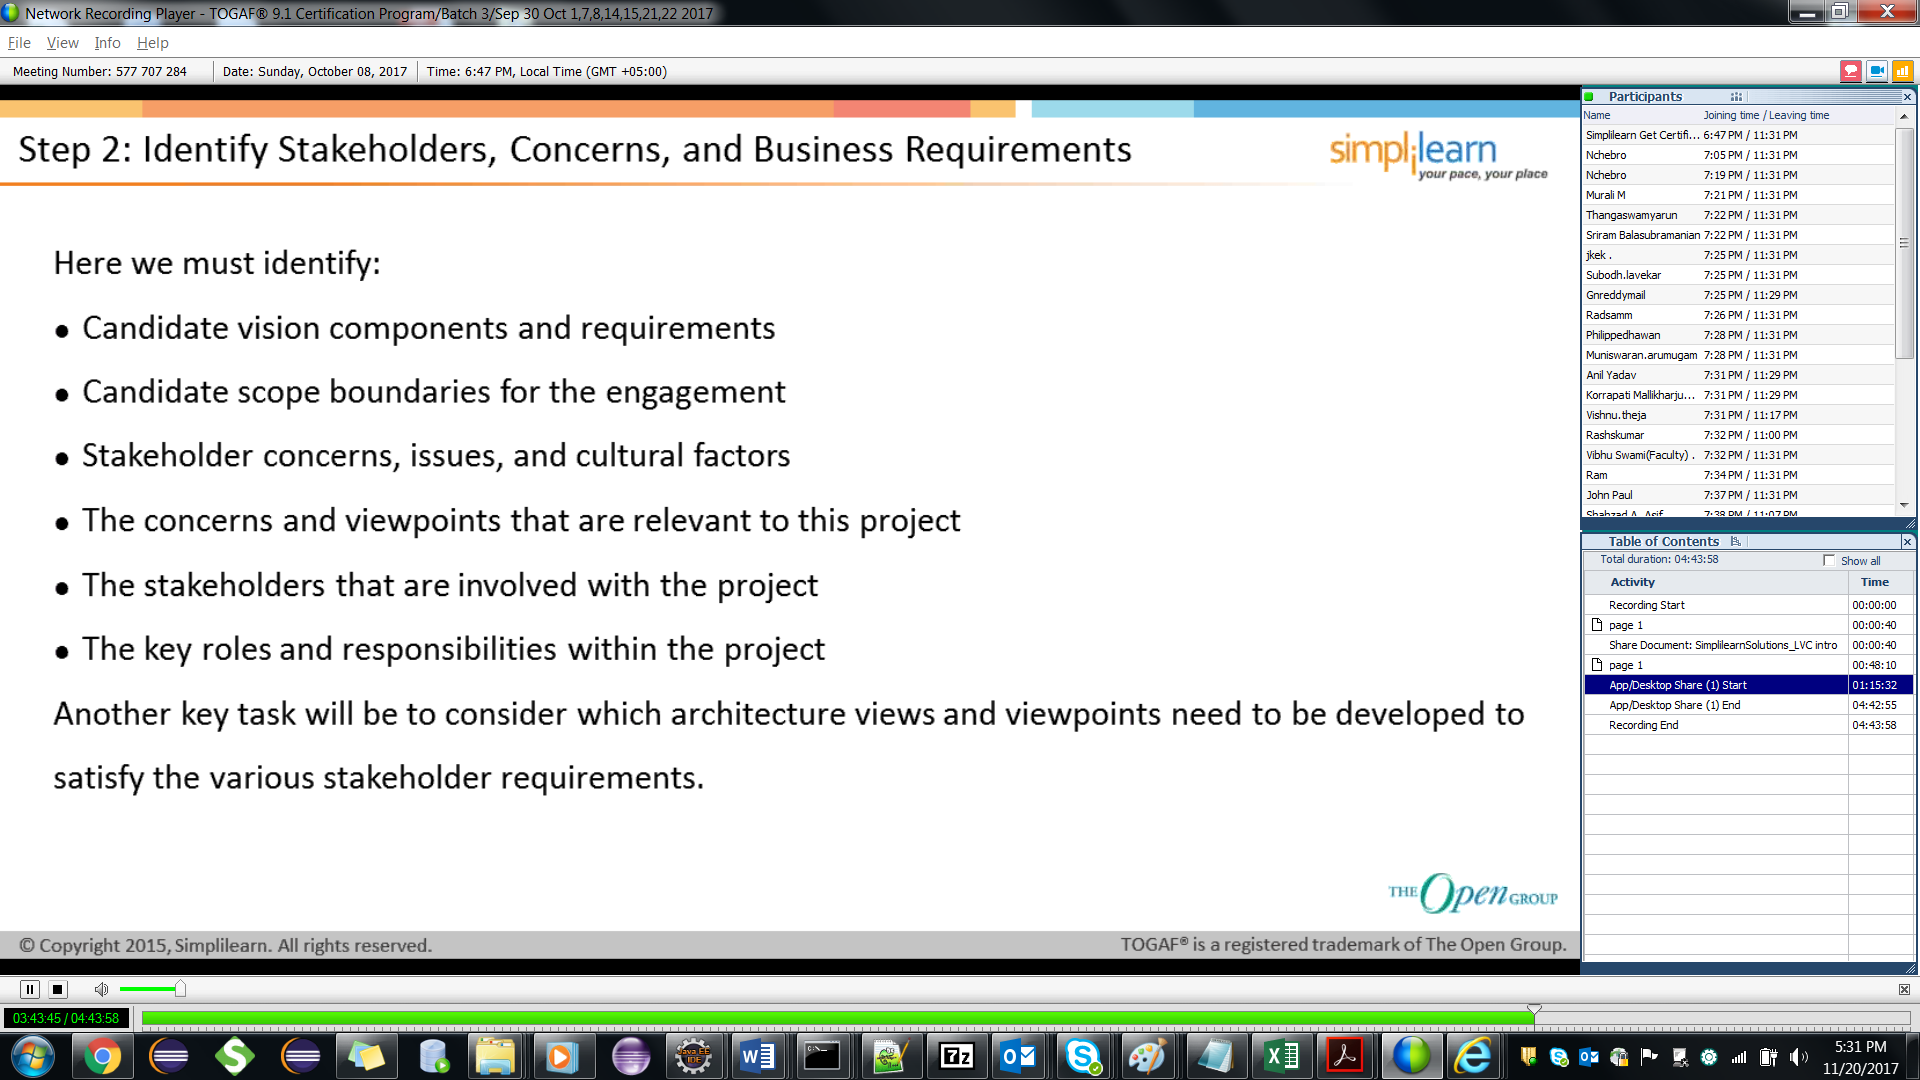 Network Recording Player - TOGAF® 9.1 Certification Program/Batch 3/Sep 30 Oct 1,7,8,14,15,21,22 2017
File View Info Help
Meeting Number: 577 707 284 Date: Sunday, October 08, 2017 Time: 6:47 PM, Local Time (GMT +05:00)
Step 2: Identify Stakeholders, Concerns, and Business Requirements
simplilearn
your pace, your place
Here we must identify:
● Candidate vision components and requirements
● Candidate scope boundaries for the engagement
● Stakeholder concerns, issues, and cultural factors
● The concerns and viewpoints that are relevant to this project
● The stakeholders that are involved with the project
● The key roles and responsibilities within the project
Another key task will be to consider which architecture views and viewpoints need to be developed to
satisfy the various stakeholder requirements.
THE Open GROUP
© Copyright 2015, Simplilearn. All rights reserved.
TOGAF® is a registered trademark of The Open Group.
Participants
Name Joining time / Leaving time
Simplilearn Get Certifi... 6:47 PM / 11:31 PM
Nchebro 7:05 PM / 11:31 PM
Nchebro 7:19 PM / 11:31 PM
Murali M 7:21 PM / 11:31 PM
Thangaswamyarun 7:22 PM / 11:31 PM
Sriram Balasubramanian 7:22 PM / 11:31 PM
jkek . 7:25 PM / 11:31 PM
Subodh.lavekar 7:25 PM / 11:31 PM
Gnreddymail 7:25 PM / 11:29 PM
Radsamm 7:26 PM / 11:31 PM
Philippedhawan 7:28 PM / 11:31 PM
Muniswaran.arumugam 7:28 PM / 11:31 PM
Anil Yadav 7:31 PM / 11:29 PM
Korrapati Mallikharju... 7:31 PM / 11:29 PM
Vishnu.theja 7:31 PM / 11:17 PM
Rashskumar 7:32 PM / 11:00 PM
Vibhu Swami(Faculty) . 7:32 PM / 11:31 PM
Ram 7:34 PM / 11:31 PM
John Paul 7:37 PM / 11:31 PM
Shahzad A. Asif 7:38 PM / 11:07 PM
Table of Contents
Total duration: 04:43:58 Show all
Activity Time
Recording Start 00:00:00
page 1 00:00:40
Share Document: SimplilearnSolutions_LVC intro 00:00:40
page 1 00:48:10
App/Desktop Share (1) Start 01:15:32
App/Desktop Share (1) End 04:42:55
Recording End 04:43:58
03:43:45 / 04:43:58
Java EE
IDE
7z
5:31 PM
11/20/2017